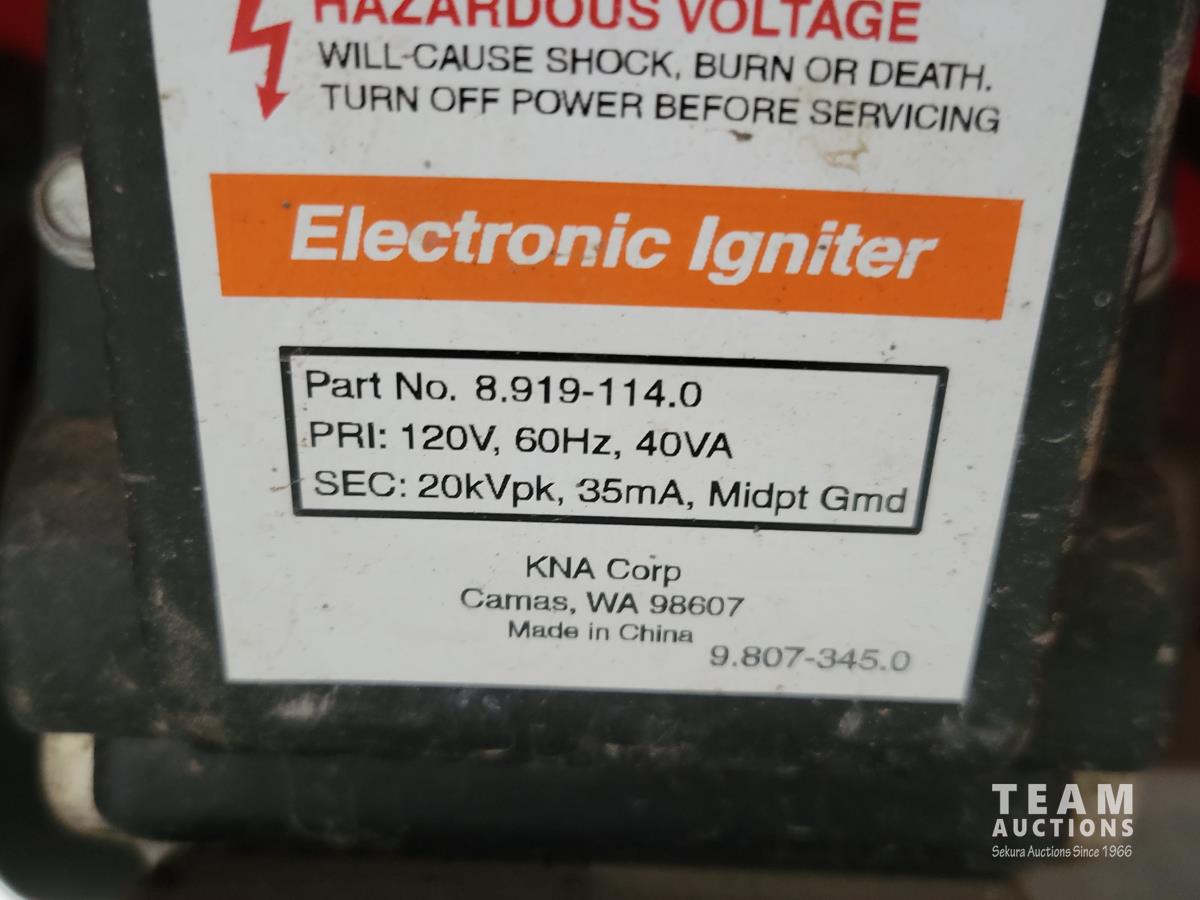 HAZARDOUS VOLTAGE
WILL-CAUSE SHOCK, BURN OR DEATH.
TURN OFF POWER BEFORE SERVICING
Electronic Igniter
Part No. 8.919-114.0
PRI: 120V, 60Hz, 40VA
SEC: 20kVpk, 35mA, Midpt Gmd
KNA Corp
Camas, WA 98607
Made in China
9.807-345.0
TEAM
AUCTIONS
Sekura Auctions Since 1966